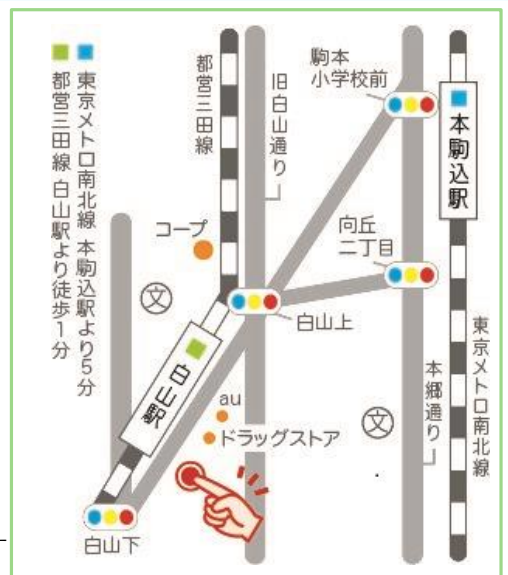 ■ 東京メトロ南北線 本駒込駅より5分
■ 都営三田線 白山駅より徒歩1分
都営三田線
旧白山通り
駒本
小学校前
■ 本駒込駅
コープ
向丘
二丁目
文
白山上
■ 白山駅
au
ドラッグストア
文
本郷通り
東京メトロ南北線
白山下